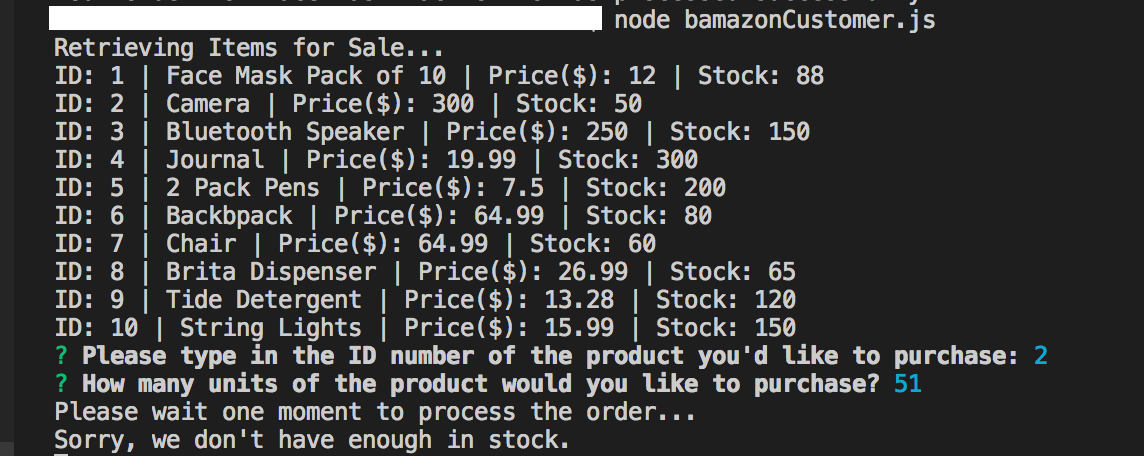 node bamazonCustomer.js
Retrieving Items for Sale...
ID: 1 | Face Mask Pack of 10 | Price($): 12 | Stock: 88
ID: 2 | Camera | Price($): 300 | Stock: 50
ID: 3 | Bluetooth Speaker | Price($): 250 | Stock: 150
ID: 4 | Journal | Price($): 19.99 | Stock: 300
ID: 5 | 2 Pack Pens | Price($): 7.5 | Stock: 200
ID: 6 | Backbpack | Price($): 64.99 | Stock: 80
ID: 7 | Chair | Price($): 64.99 | Stock: 60
ID: 8 | Brita Dispenser | Price($): 26.99 | Stock: 65
ID: 9 | Tide Detergent | Price($): 13.28 | Stock: 120
ID: 10 | String Lights | Price($): 15.99 | Stock: 150
? Please type in the ID number of the product you'd like to purchase: 2
? How many units of the product would you like to purchase? 51
Please wait one moment to process the order...
Sorry, we don't have enough in stock.